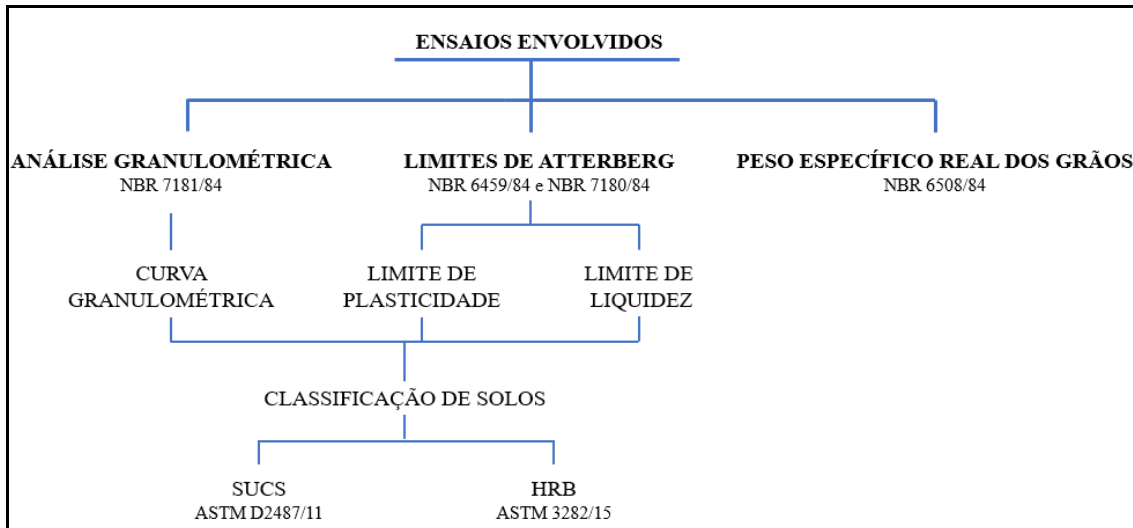 ENSAIOS ENVOLVIDOS
ANÁLISE GRANULOMÉTRICA
NBR 7181/84
LIMITES DE ATTERBERG
NBR 6459/84 e NBR 7180/84
PESO ESPECÍFICO REAL DOS GRÃOS
NBR 6508/84
CURVA
GRANULOMÉTRICA
LIMITE DE
PLASTICIDADE
LIMITE DE
LIQUIDEZ
CLASSIFICAÇÃO DE SOLOS
SUCS
ASTM D2487/11
HRB
ASTM 3282/15